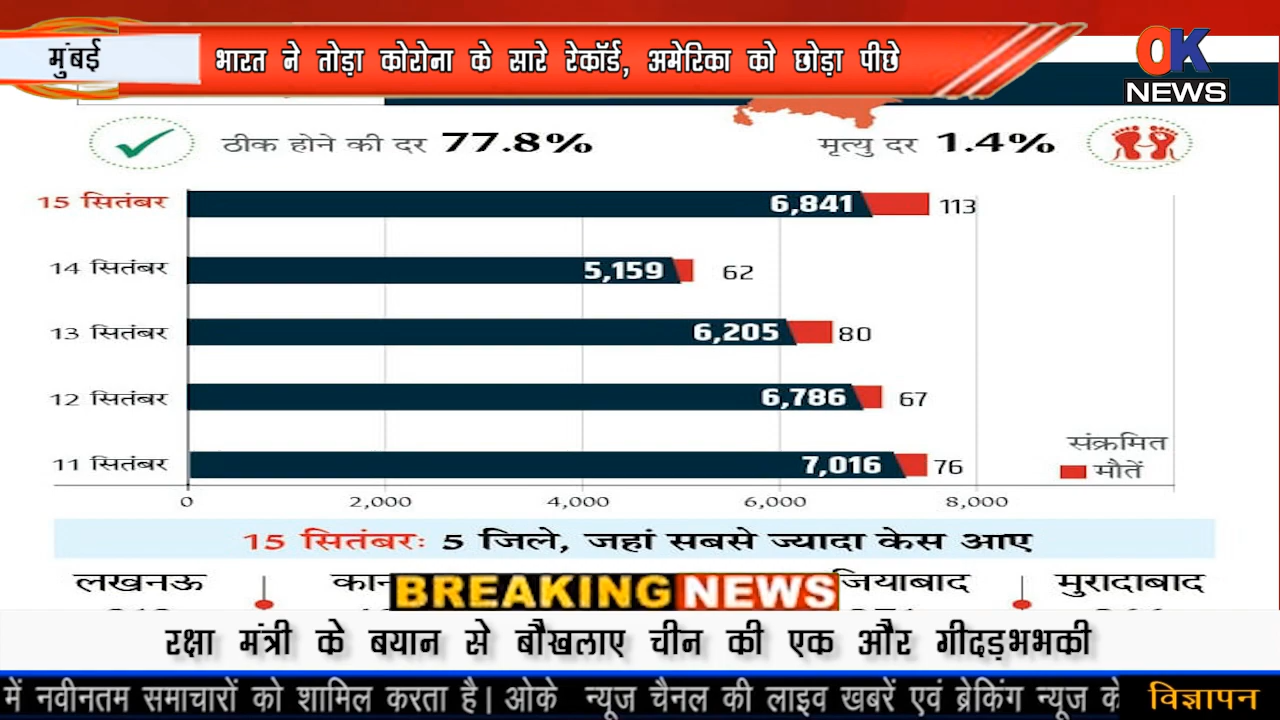 मुंबई
भारत ने तोड़ा कोरोना के सारे रेकॉर्ड, अमेरिका को छोड़ा पीछे
OK
NEWS
ठीक होने की दर 77.8%
मृत्यु दर 1.4%
15 सितंबर 6,841 113
14 सितंबर 5,159 62
13 सितंबर 6,205 80
12 सितंबर 6,786 67
11 सितंबर 7,016 76
संक्रमित
मौतें
0 2,000 4,000 6,000 8,000
15 सितंबरः 5 जिले, जहां सबसे ज्यादा केस आए
लखनऊ मुरादाबाद
BREAKING NEWS
रक्षा मंत्री के बयान से बौखलाए चीन की एक और गीदड़भभकी
में नवीनतम समाचारों को शामिल करता है। ओके न्यूज चैनल की लाइव खबरें एवं ब्रेकिंग न्यूज के
विज्ञापन